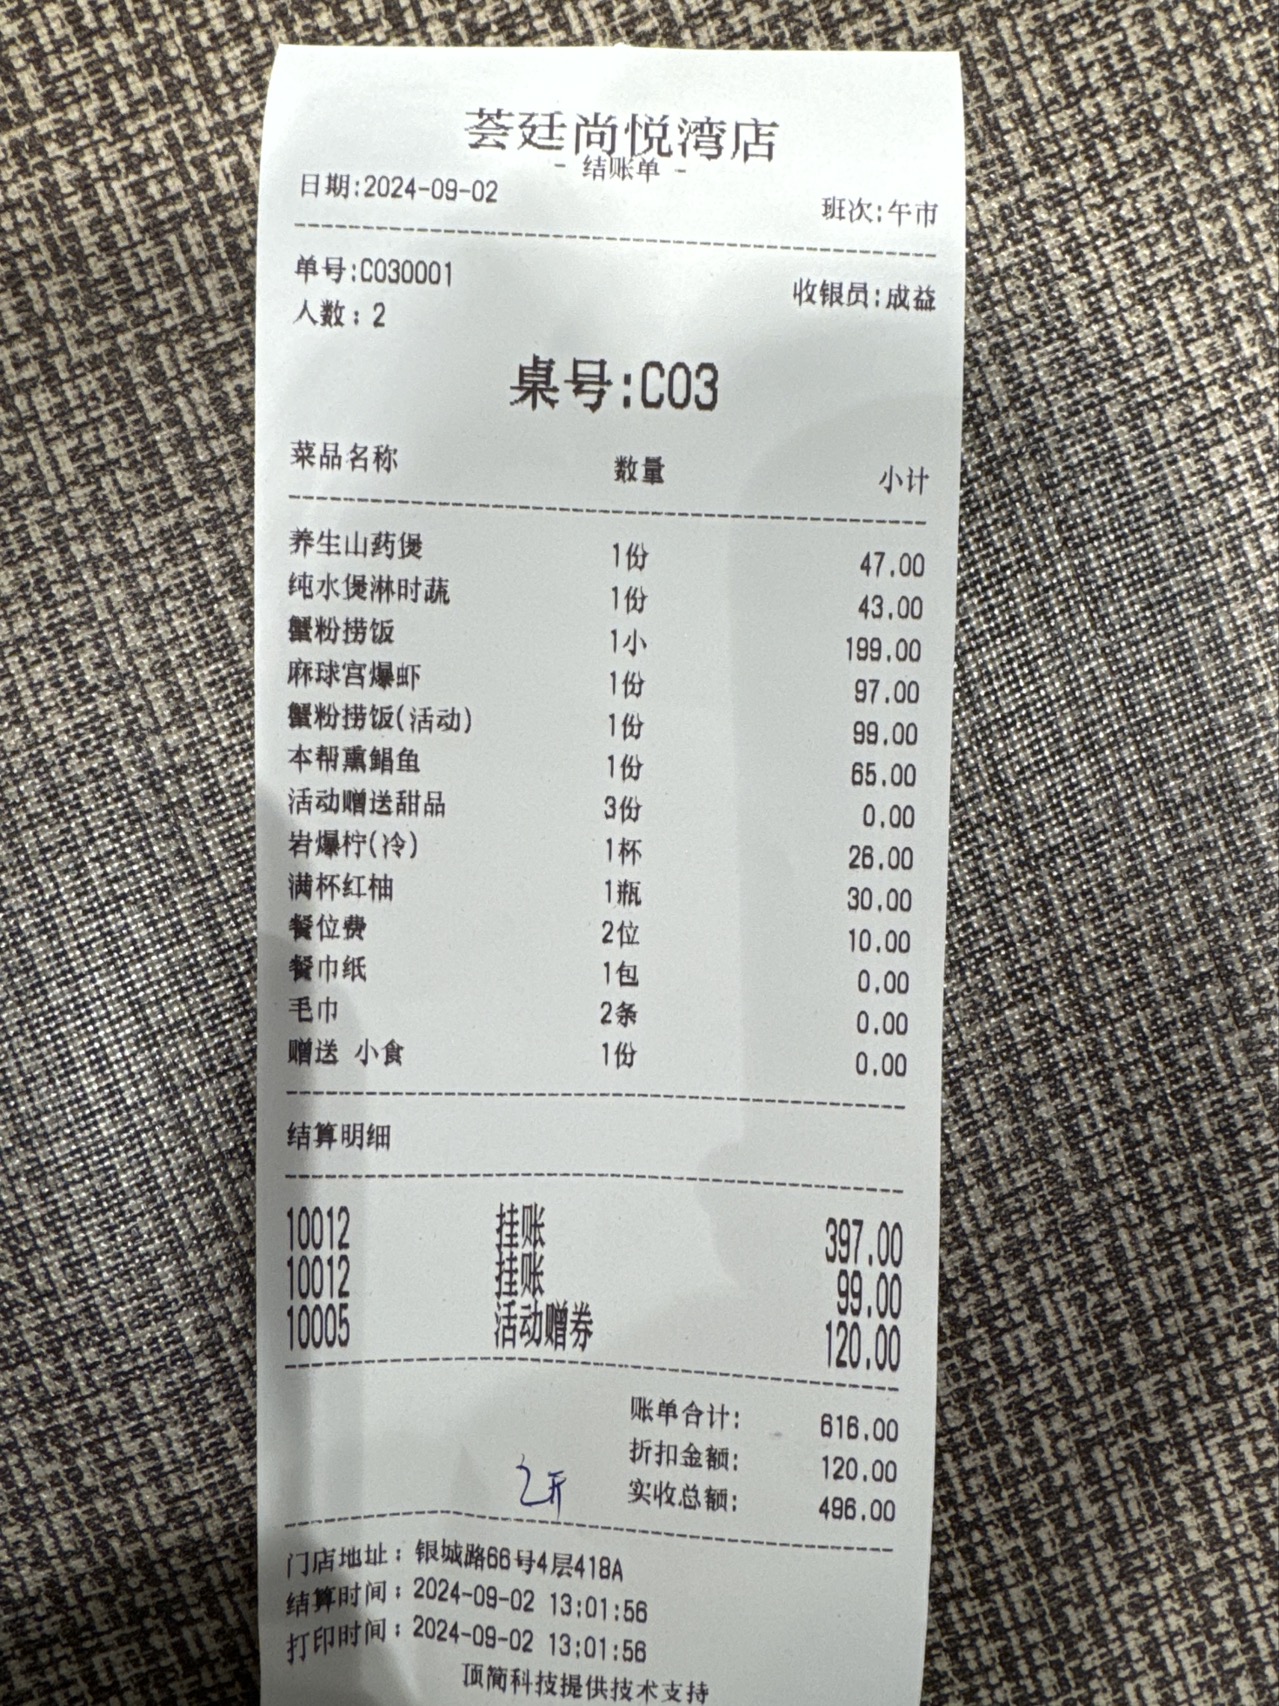 荟廷尚悦湾店
- 结账单 -
日期:2024-09-02 班次:午市
单号:C030001 收银员:成益
人数:2
桌号:C03
菜品名称 数量 小计
养生山药煲 1份 47.00
纯水煲淋时蔬 1份 43.00
蟹粉捞饭 1小 199.00
麻球宫爆虾 1份 97.00
蟹粉捞饭(活动) 1份 99.00
本帮熏鲳鱼 1份 65.00
活动赠送甜品 3份 0.00
岩爆柠(冷) 1杯 26.00
满杯红柚 1瓶 30.00
餐位费 2位 10.00
餐巾纸 1包 0.00
毛巾 2条 0.00
赠送 小食 1份 0.00
结算明细
10012 挂账 397.00
10012 挂账 99.00
10005 活动赠券 120.00
账单合计: 616.00
折扣金额: 120.00
实收总额: 496.00
已开
门店地址:银城路66号4层418A
结算时间:2024-09-02 13:01:56
打印时间:2024-09-02 13:01:56
顶简科技提供技术支持